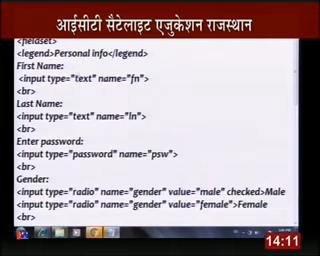 आईसीटी सैटेलाइट एजुकेशन राजस्थान
<fieldset>
<legend>Personal info</legend>
First Name:
<input type="text" name="fn">
<br>
Last Name:
<input type="text" name="ln">
<br>
Enter password:
<input type="password" name="psw">
<br>
Gender:
<input type="radio" name="gender" value="male" checked>Male
<input type="radio" name="gender" value="female">Female
<br>
14:11